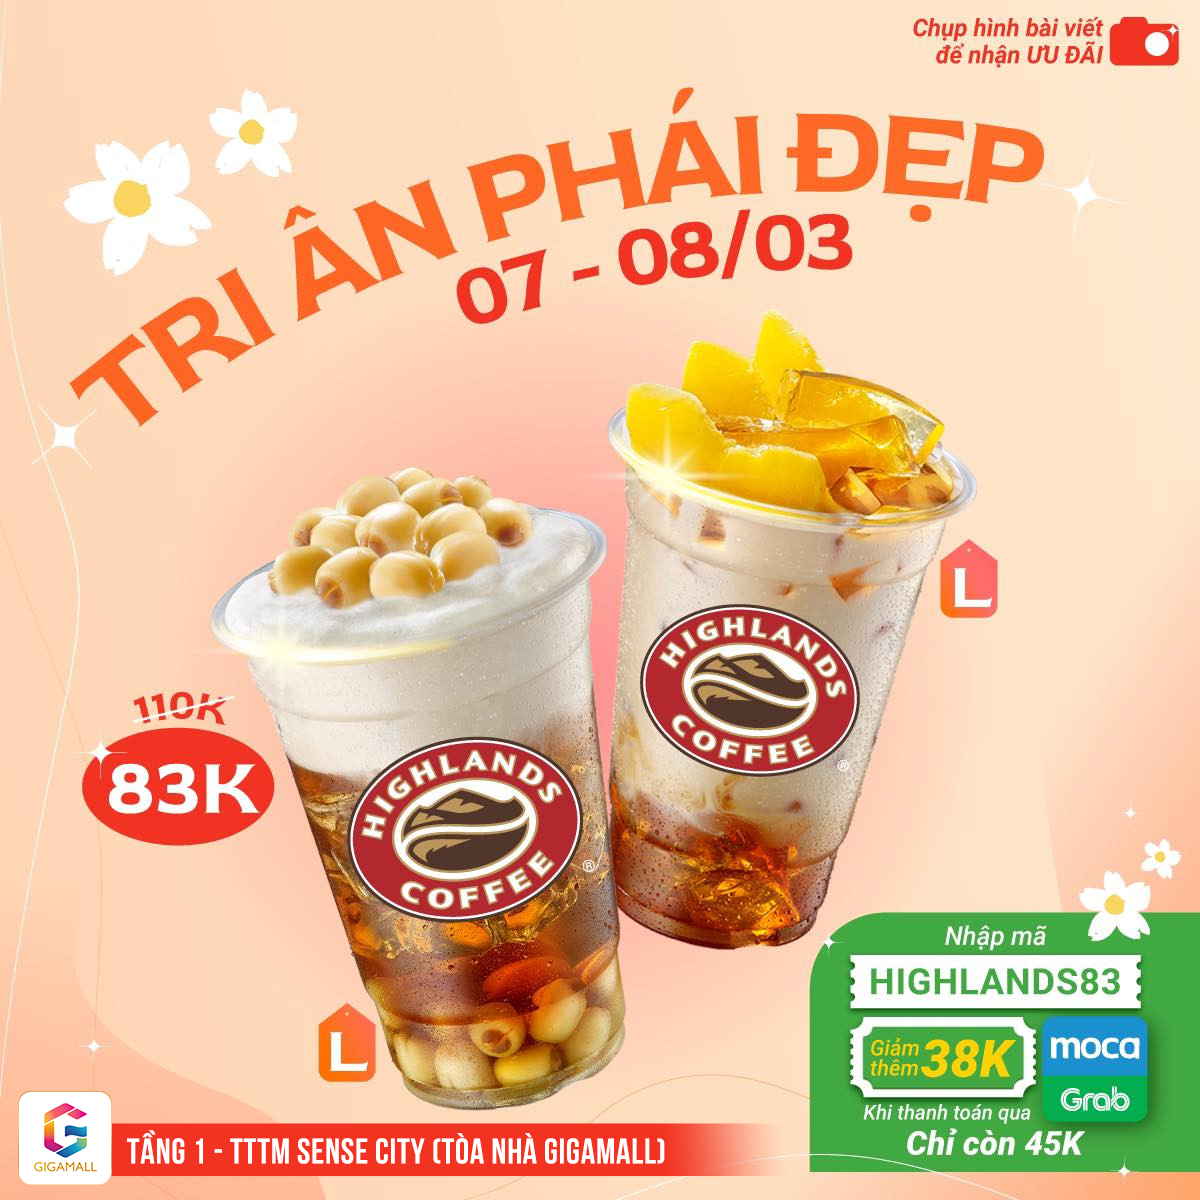 Chụp hình bài viết
để nhận ƯU ĐÃI
TRI ÂN PHÁI ĐẸP
07 - 08/03
L
HIGHLANDS
COFFEE
®
110K
83K
HIGHLANDS
COFFEE
®
L
Nhập mã
HIGHLANDS83
Giảm
thêm 38K
moca
Grab
Khi thanh toán qua
Chỉ còn 45K
GIGAMALL
TẦNG 1 - TTTM SENSE CITY (TÒA NHÀ GIGAMALL)